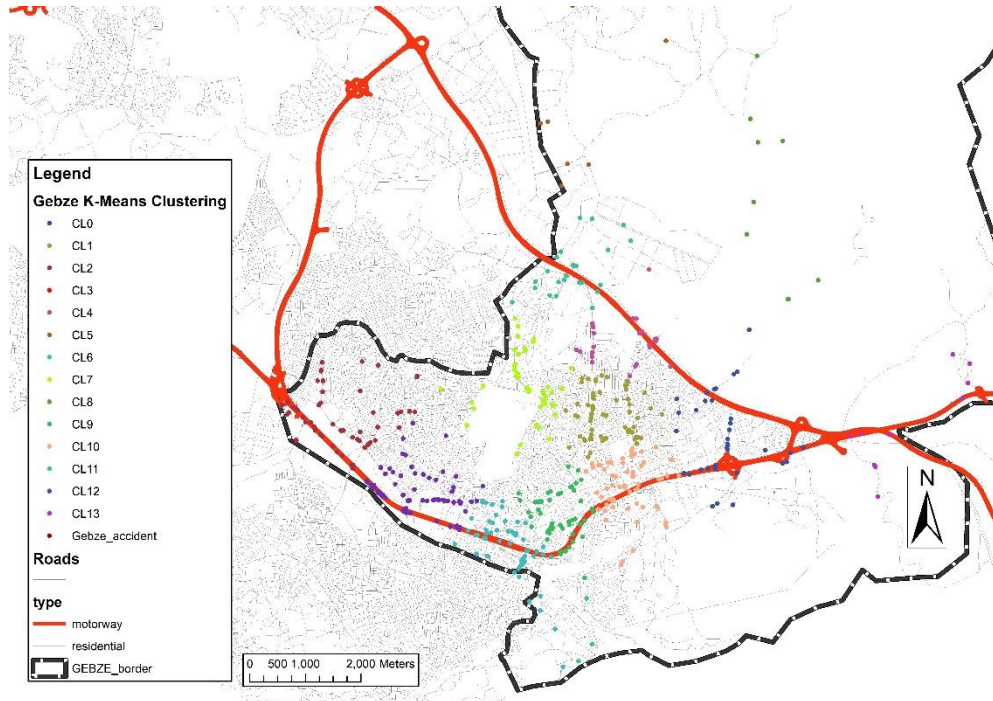 Legend
Gebze K-Means Clustering
CL0
CL1
CL2
CL3
CL4
CL5
CL6
CL7
CL8
CL9
CL10
CL11
CL12
CL13
Gebze_accident
Roads
type
motorway
residential
GEBZE_border
0 500 1,000 2,000 Meters
N